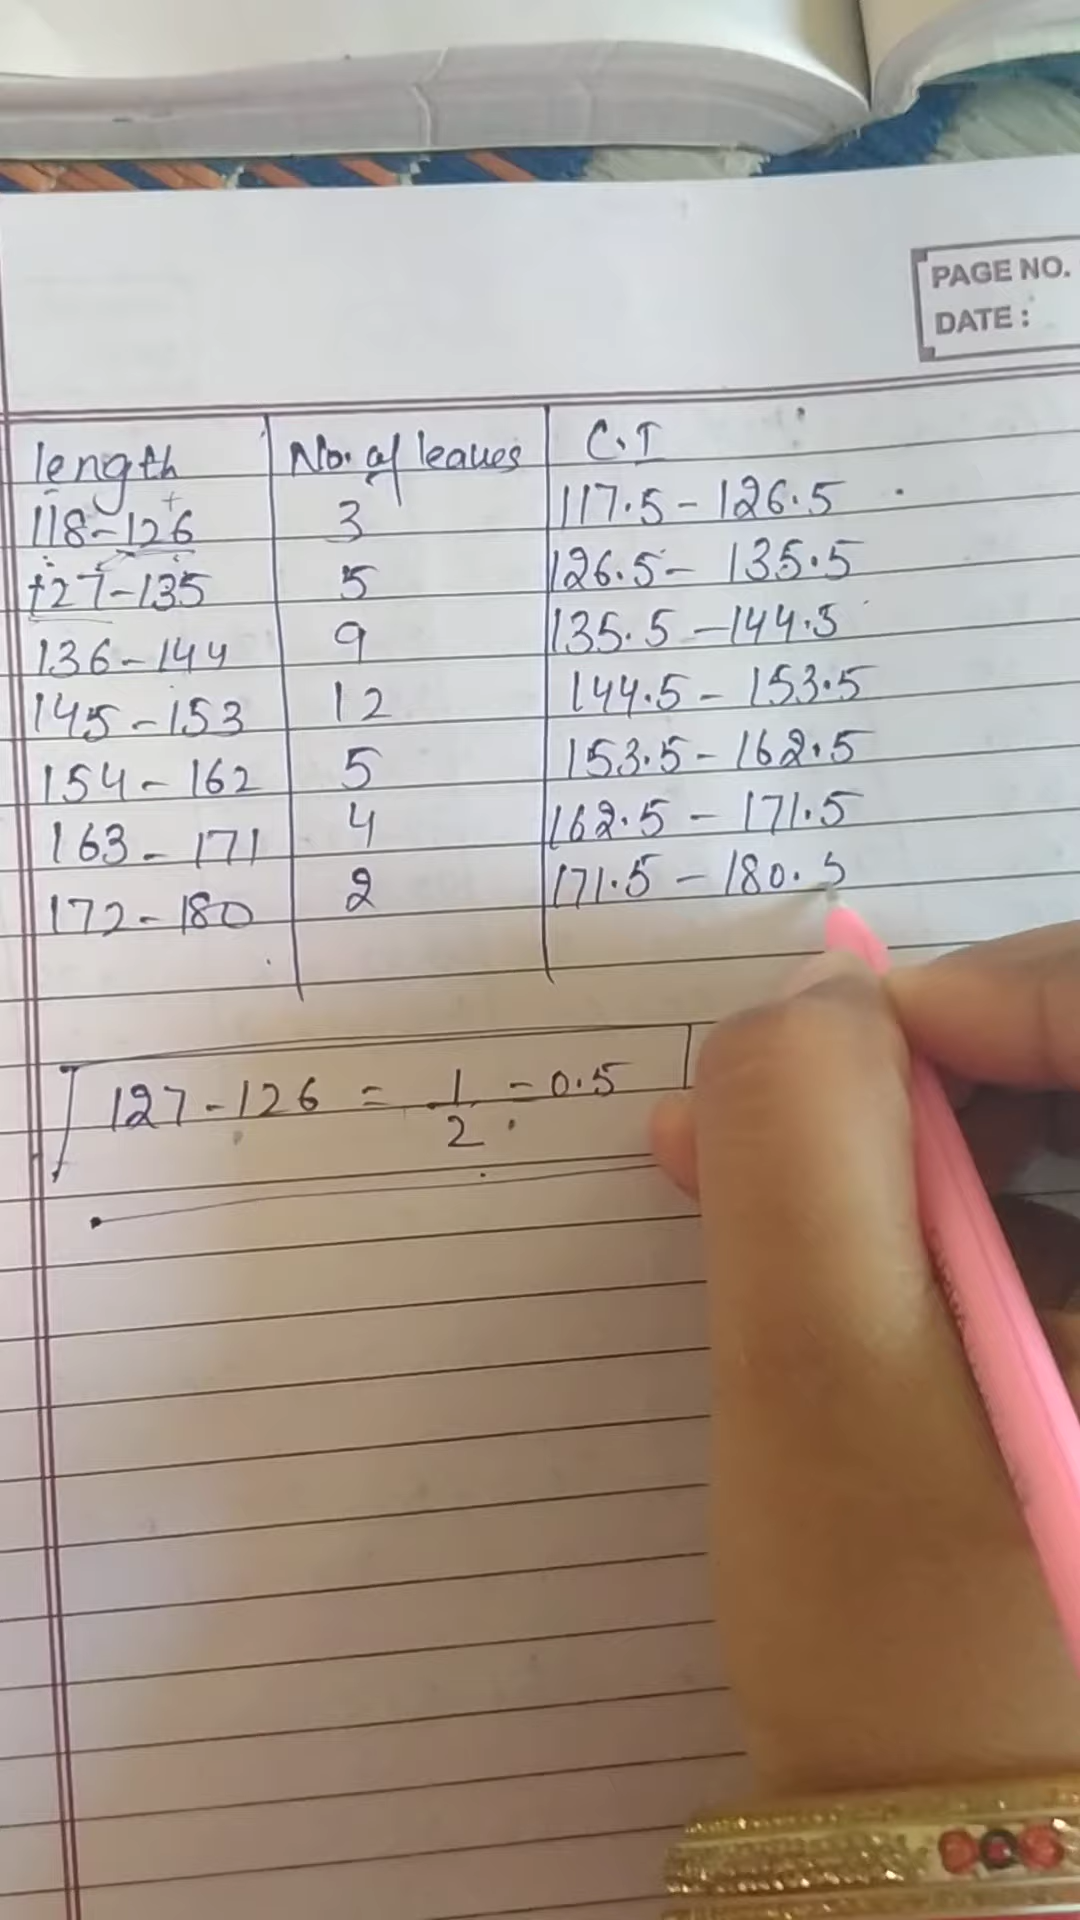 PAGE NO.
DATE :
length No. of leaves C.I
118-126 3 117.5-126.5
127-135 5 126.5-135.5
136-144 9 135.5-144.5
145-153 12 144.5-153.5
154-162 5 153.5-162.5
163-171 4 162.5-171.5
172-180 2 171.5-180.5
127-126 = 1/2 = 0.5